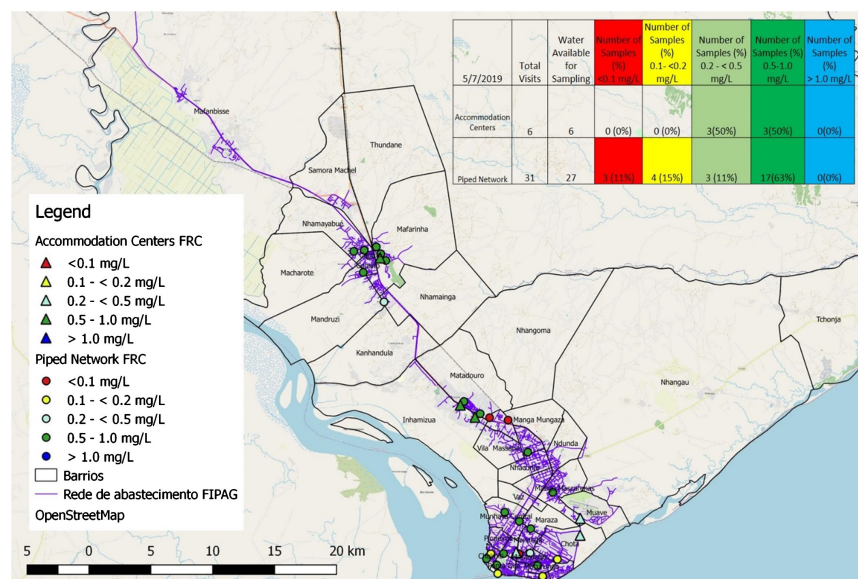 5/7/2019
Total Visits
Water Available for Sampling
Number of Samples (%) <0.1 mg/L
Number of Samples (%) 0.1- <0.2 mg/L
Number of Samples (%) 0.2 - < 0.5 mg/L
Number of Samples (%) 0.5-1.0 mg/L
Number of Samples (%) > 1.0 mg/L
Accommodation Centers 6 6 0 (0%) 0 (0%) 3(50%) 3(50%) 0(0%)
Piped Network 31 27 3 (11%) 4 (15%) 3 (11%) 17(63%) 0(0%)
Mafanbisse
Thundane
Samora Machel
Nhamayabue
Mafarinha
Macharote
Nhamainga
Mandruzi
Kanhandula
Nhangoma
Tchonja
Matadouro
Nhangau
Inhamizua
Manga Mungaza
Vila Massane
Ndunda
Vaz
Maraza
Muave
Chota
Legend
Accommodation Centers FRC
<0.1 mg/L
0.1 - < 0.2 mg/L
0.2 - < 0.5 mg/L
0.5 - 1.0 mg/L
> 1.0 mg/L
Piped Network FRC
<0.1 mg/L
0.1 - < 0.2 mg/L
0.2 - < 0.5 mg/L
0.5 - 1.0 mg/L
> 1.0 mg/L
Barrios
Rede de abastecimento FIPAG
OpenStreetMap
5 0 5 10 15 20 km